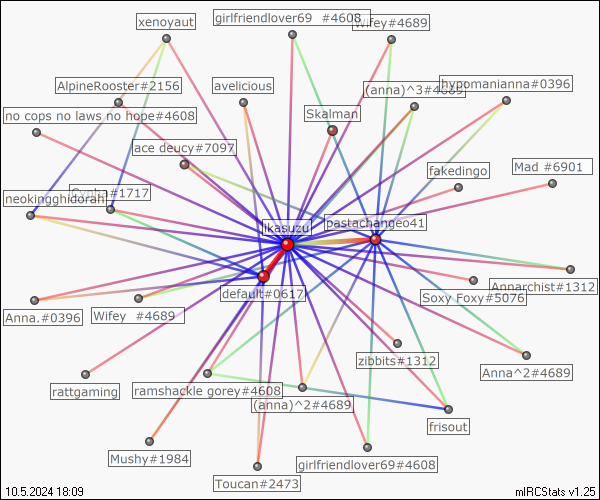 xenoyaut
girlfriendlover69 #4608
Wifey#4689
AlpineRooster#2156
avelicious
(anna)^3#4689
hypomanianna#0396
no cops no laws no hope#4608
Skalman
ace deucy#7097
fakedingo
Mad #6901
neokingghidorah
#1717
ikasuzu
pastachangeo41
default#0617
Annarchist#1312
Soxy Foxy#5076
Anna.#0396
Wifey #4689
zibbits#1312
Anna^2#4689
rattgaming
ramshackle gorey#4608
(anna)^2#4689
frisout
Mushy#1984
girlfriendlover69#4608
Toucan#2473
10.5.2024 18:09
mIRCStats v1.25